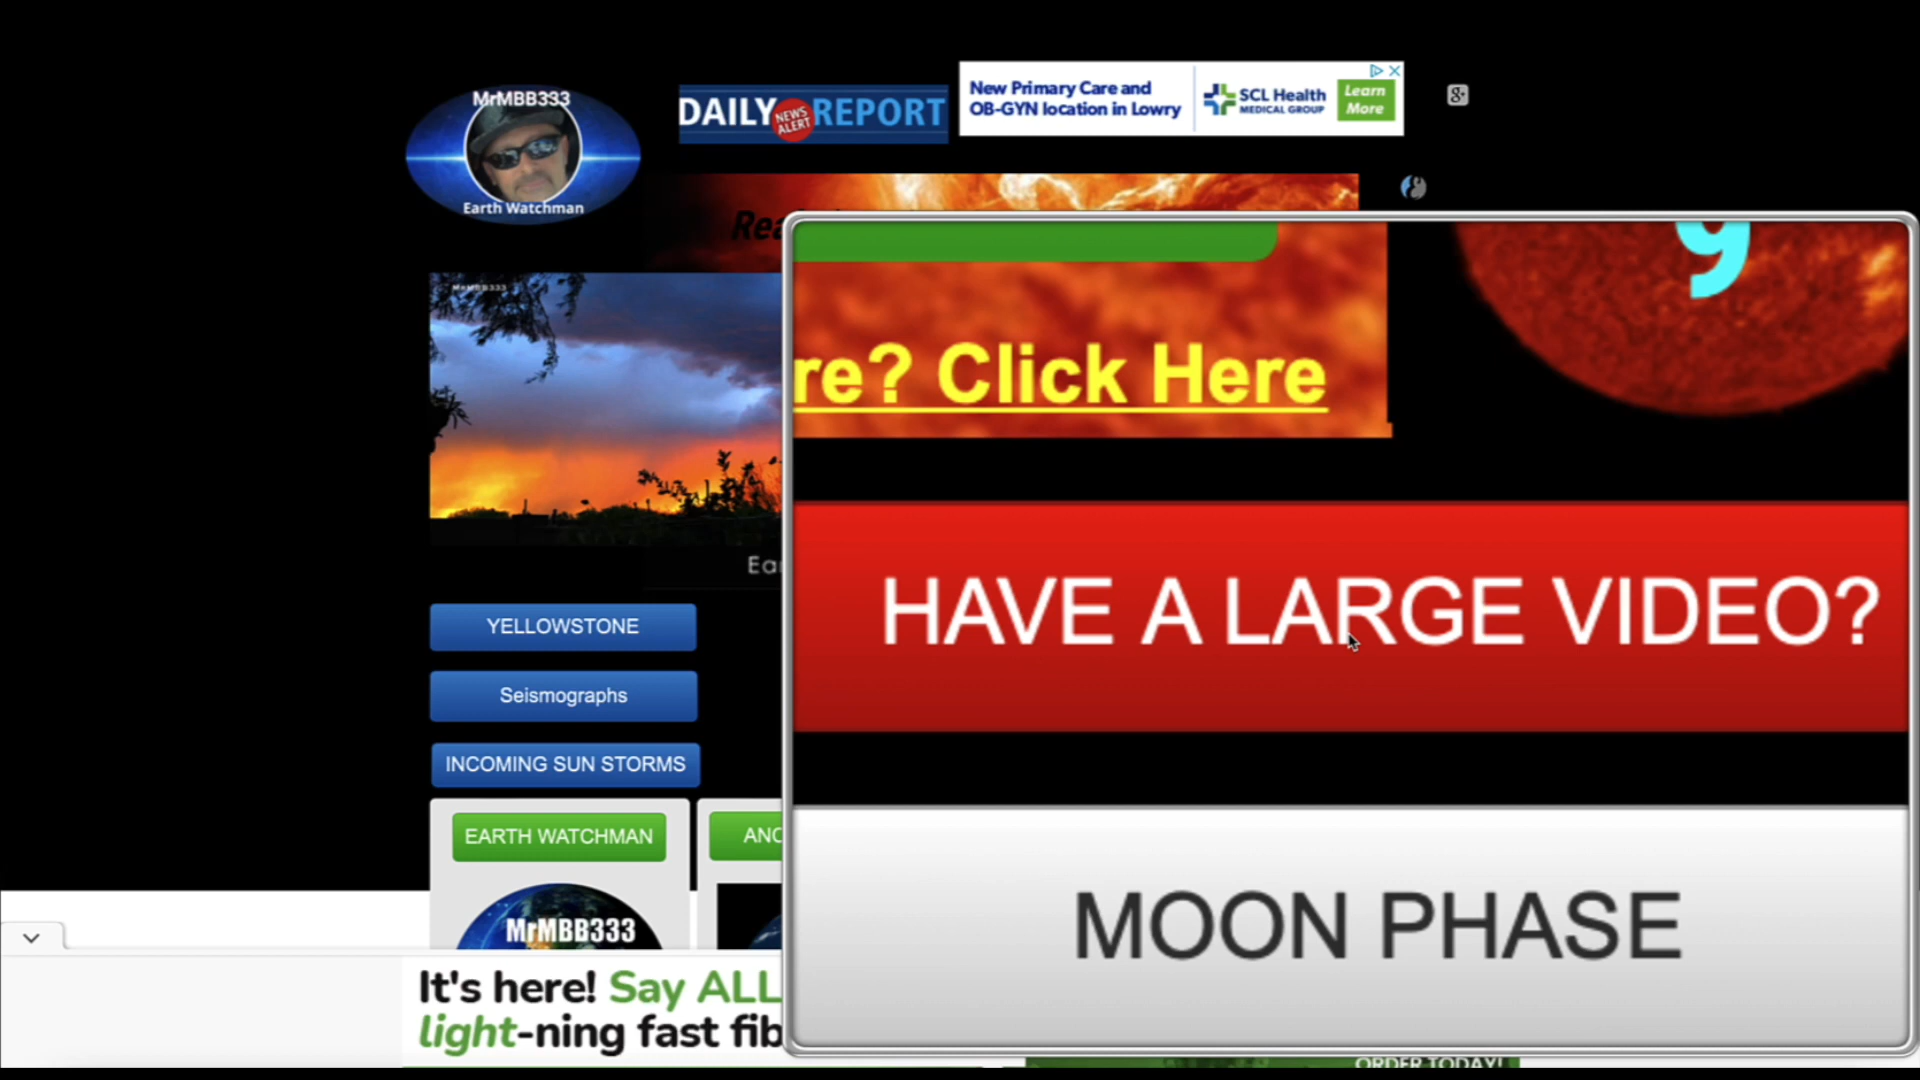 MrMBB333
Earth Watchman
DAILY NEWS ALERT REPORT
New Primary Care and
OB-GYN location in Lowry
SCL Health
MEDICAL GROUP
Learn
More
g+
MrMBB333
YELLOWSTONE
Seismographs
INCOMING SUN STORMS
EARTH WATCHMAN
MrMBB333
It's here! Say ALL
light-ning fast fib
9
re? Click Here
HAVE A LARGE VIDEO?
MOON PHASE
ORDER TODAY!